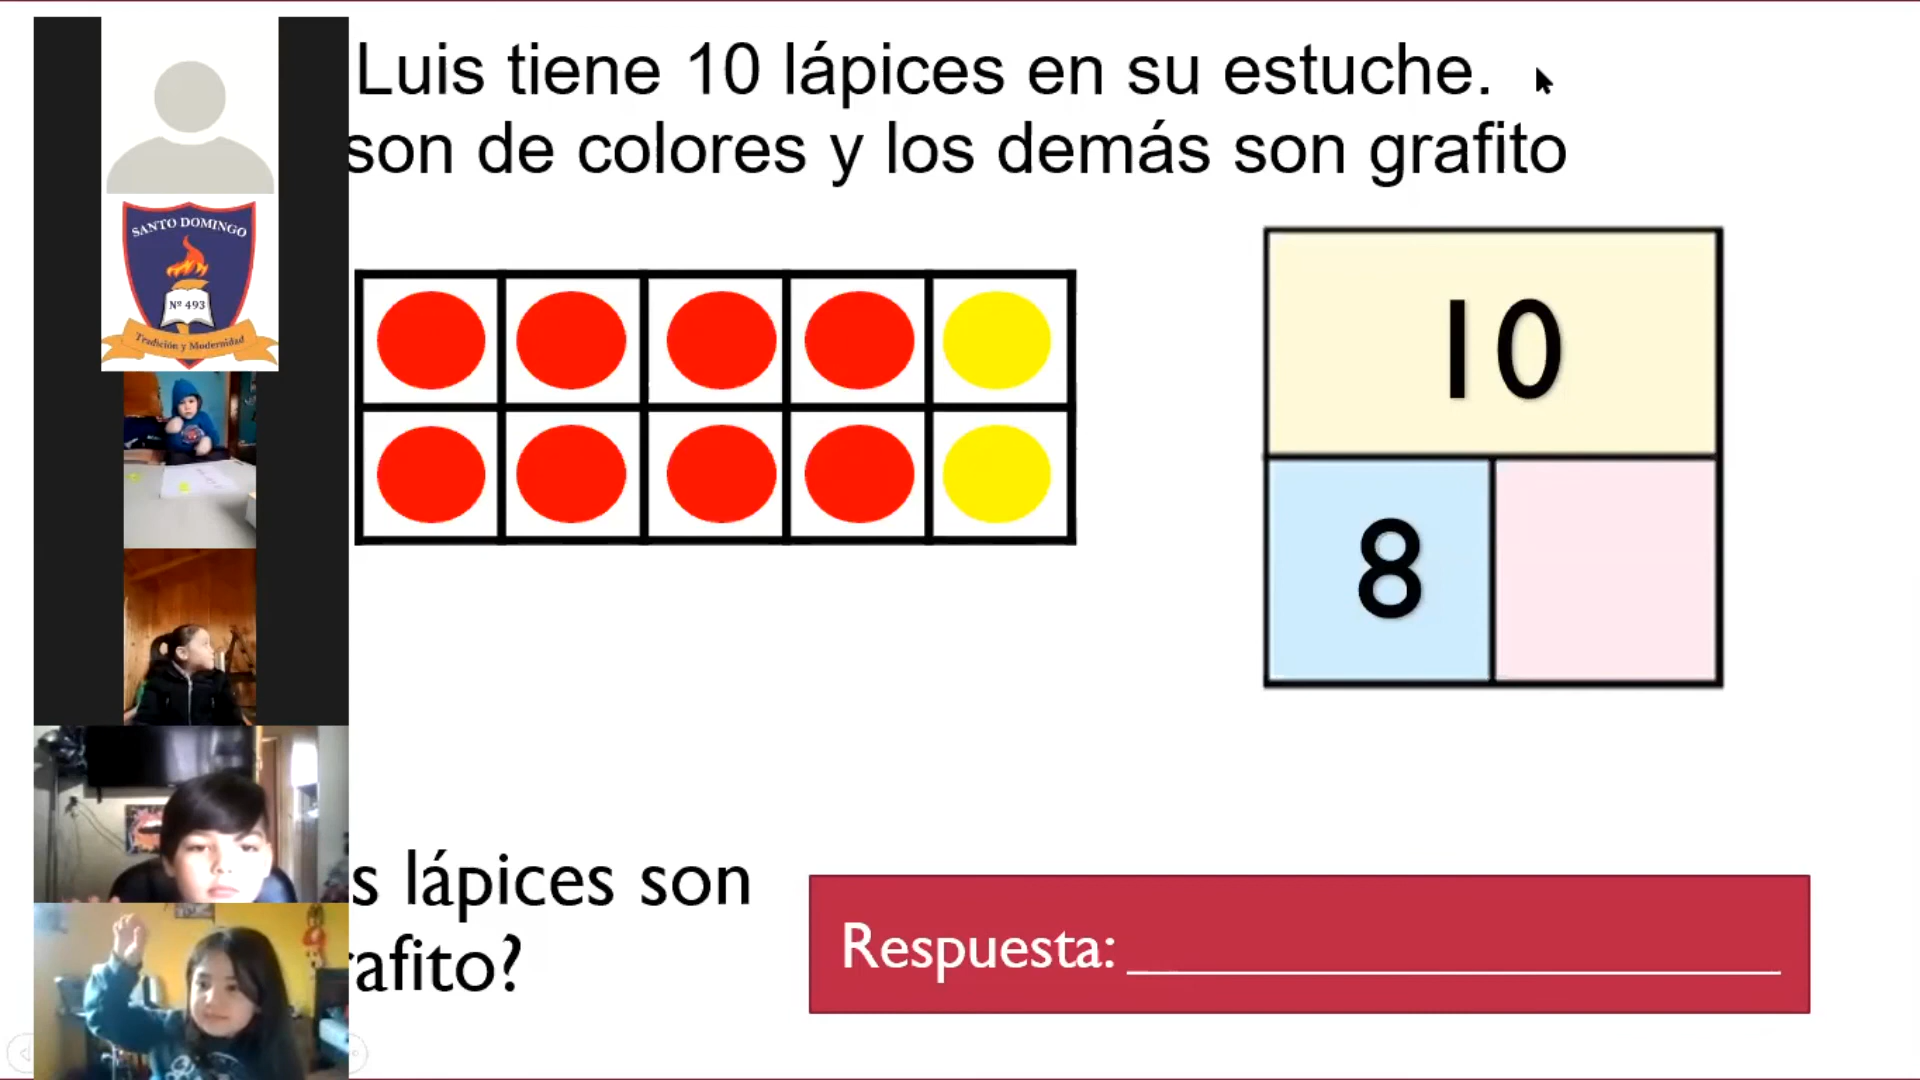 Luis tiene 10 lápices en su estuche.
son de colores y los demás son grafito
SANTO DOMINGO
Nº 493
Tradición y Modernidad
10
8
lápices son
Respuesta: